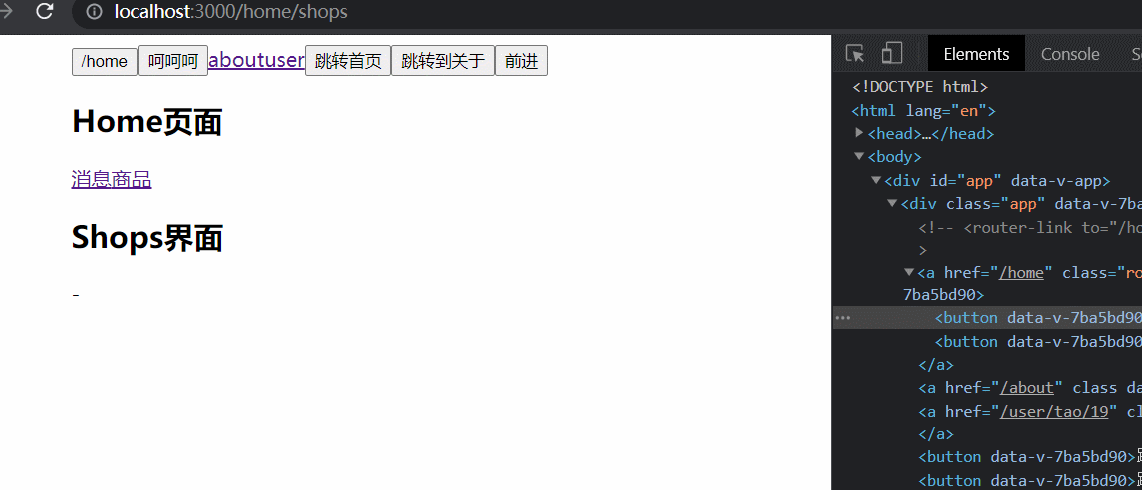 localhost:3000/home/shops
/home 呵呵呵 aboutuser 跳转首页 跳转到关于 前进
Home页面
消息商品
Shops界面
-
Elements Console
<!DOCTYPE html>
<html lang="en">
<head>…</head>
<body>
<div id="app" data-v-app>
<div class="app" data-v-7ba
<!-- <router-link to="/ho
>
<a href="/home" class="ro
7ba5bd90>
<button data-v-7ba5bd90
<button data-v-7ba5bd90
</a>
<a href="/about" class da
<a href="/user/tao/19" cl
</a>
<button data-v-7ba5bd90>
<button data-v-7ba5bd90>